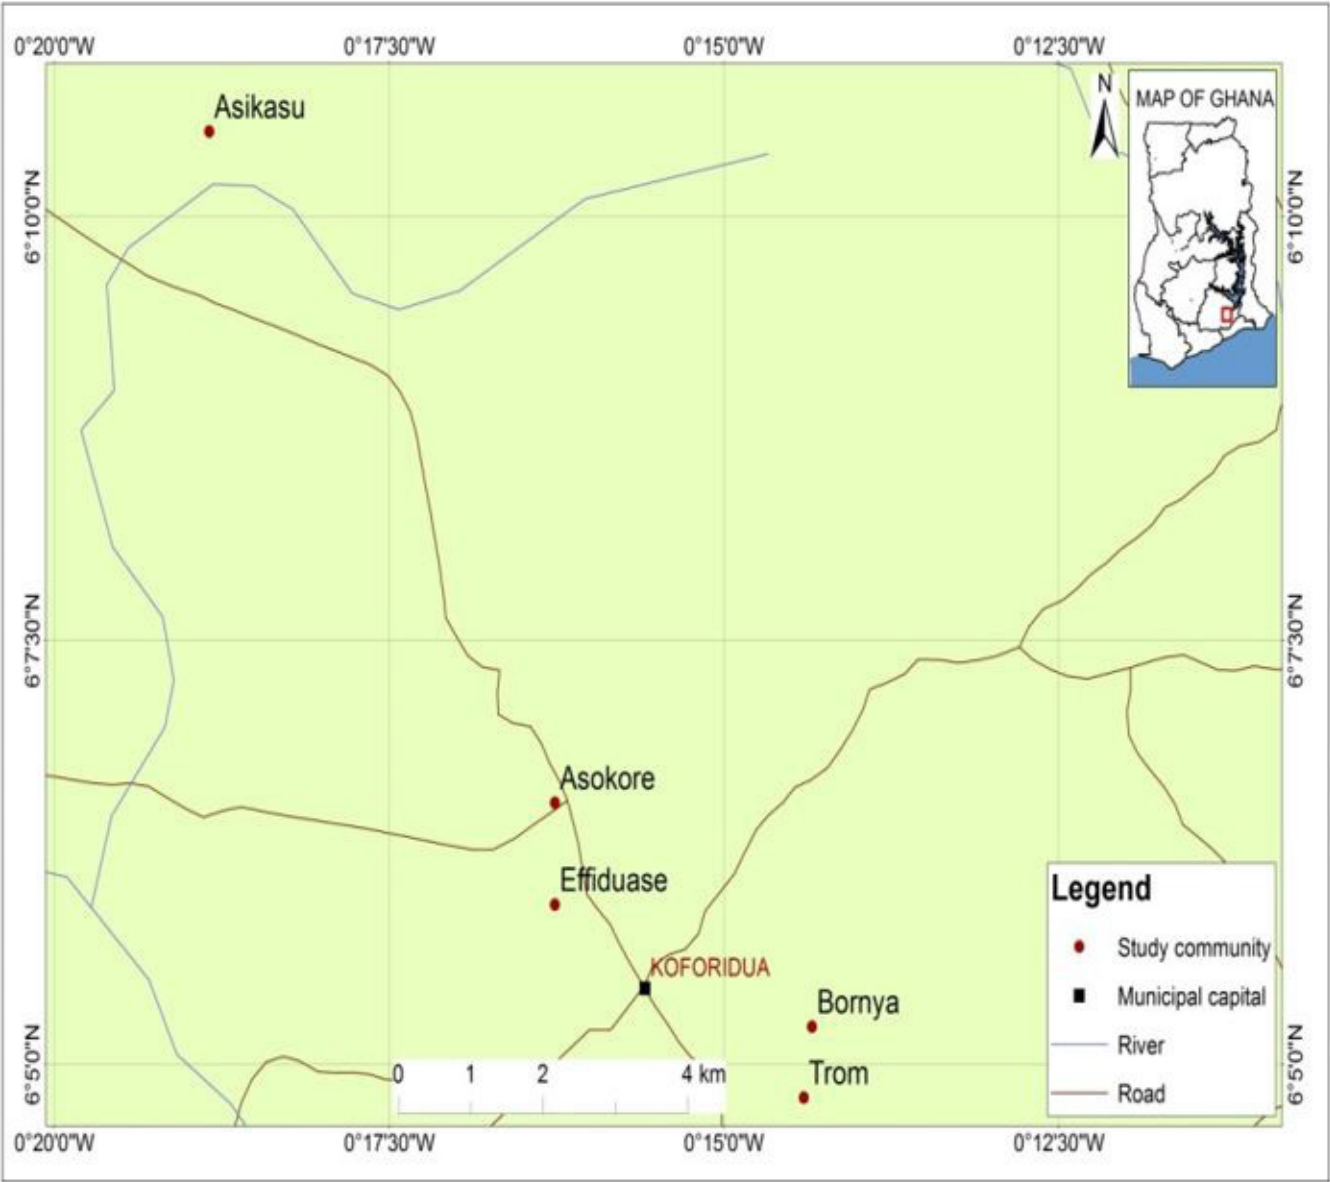 0°20'0"W 0°17'30"W 0°15'0"W 0°12'30"W
N
MAP OF GHANA
Asikasu
6°10'0"N 6°10'0"N
6°7'30"N 6°7'30"N
Asokore
Effiduase
KOFORIDUA
Bornya
Trom
6°5'0"N 6°5'0"N
0 1 2 4 km
Legend
Study community
Municipal capital
River
Road
0°20'0"W 0°17'30"W 0°15'0"W 0°12'30"W